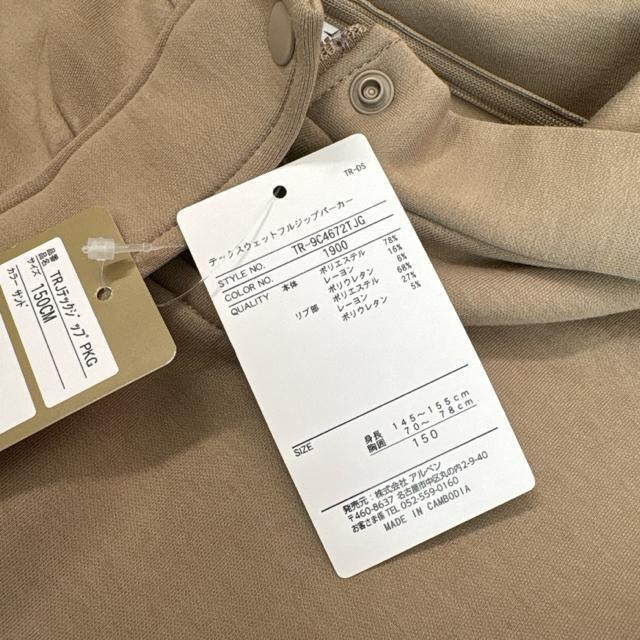 TR-DS
テックスウェットフルジップパーカー
STYLE NO. TR-9C4672TJG
COLOR NO. 1900
QUALITY 本体 ポリエステル 78%
レーヨン 16%
ポリウレタン 6%
リブ部 ポリエステル 68%
レーヨン 27%
ポリウレタン 5%
SIZE 身長 145～155cm
胸囲 70～ 78cm
150
発売元：株式会社 アルペン
〒460-8637 名古屋市中区丸の内2-9-40
お客さま係 TEL052-559-0160
MADE IN CAMBODIA
品番
品名 TRJテックジップPKG
サイズ 150CM
カラー サンド